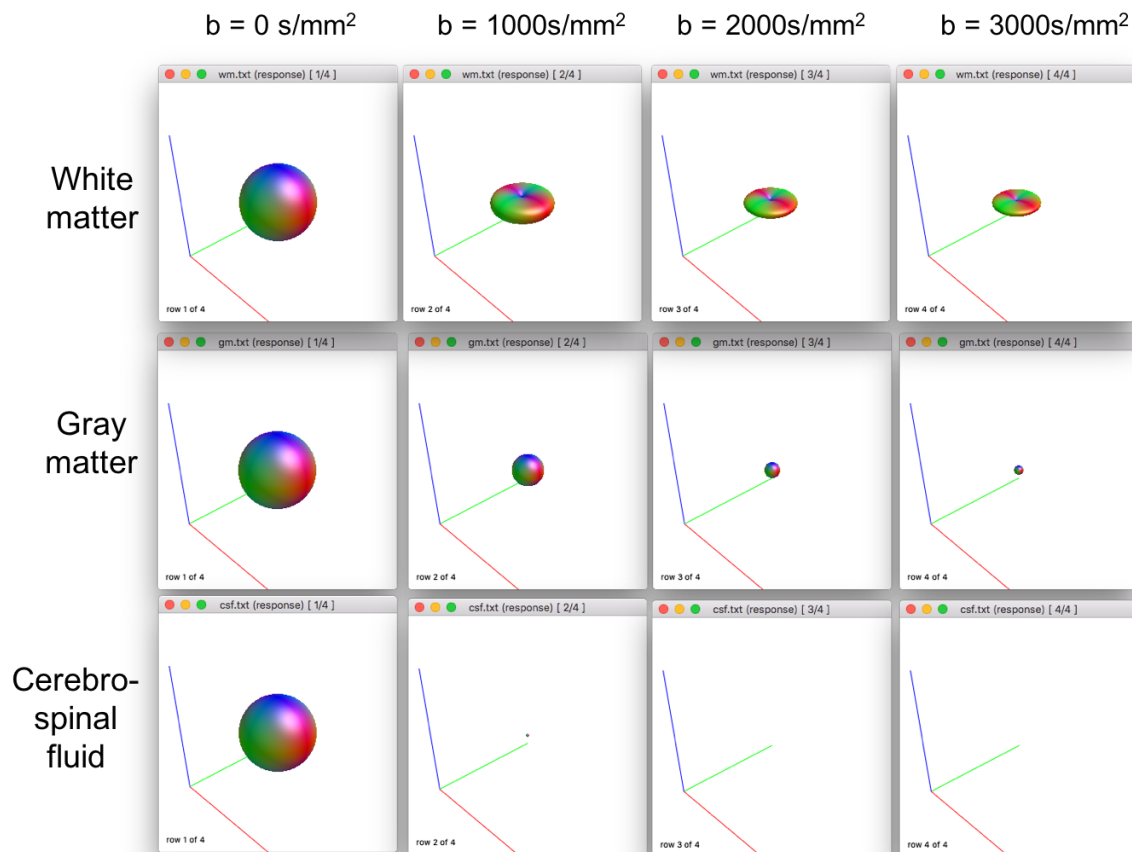 b = 0 s/mm² b = 1000s/mm² b = 2000s/mm² b = 3000s/mm²
wm.txt (response) [ 1/4 ] wm.txt (response) [ 2/4 ] wm.txt (response) [ 3/4 ] wm.txt (response) [ 4/4 ]
White
matter
row 1 of 4 row 2 of 4 row 3 of 4 row 4 of 4
gm.txt (response) [ 1/4 ] gm.txt (response) [ 2/4 ] gm.txt (response) [ 3/4 ] gm.txt (response) [ 4/4 ]
Gray
matter
row 1 of 4 row 2 of 4 row 3 of 4 row 4 of 4
csf.txt (response) [ 1/4 ] csf.txt (response) [ 2/4 ] csf.txt (response) [ 3/4 ] csf.txt (response) [ 4/4 ]
Cerebro-
spinal
fluid
row 1 of 4 row 2 of 4 row 3 of 4 row 4 of 4